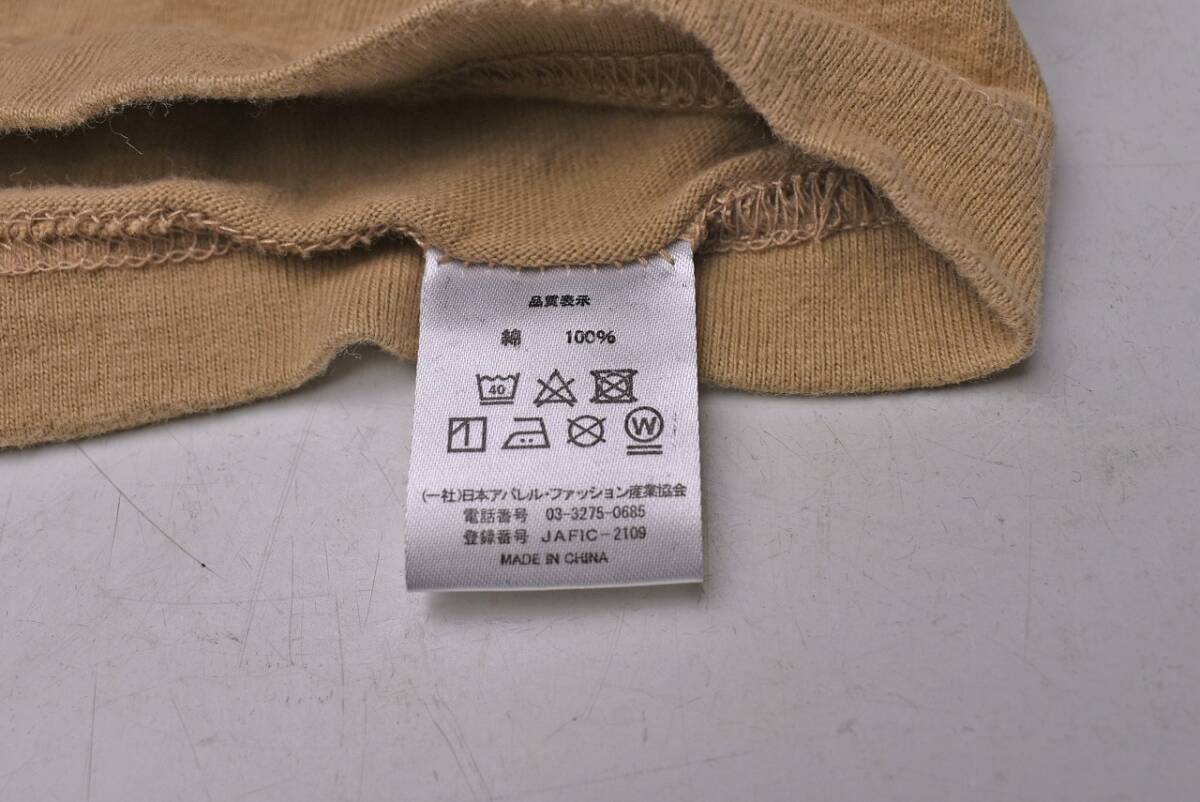 品質表示
綿 100%
40
W
(一社)日本アパレル・ファッション産業協会
電話番号 03-3275-0685
登録番号 JAFIC-2109
MADE IN CHINA